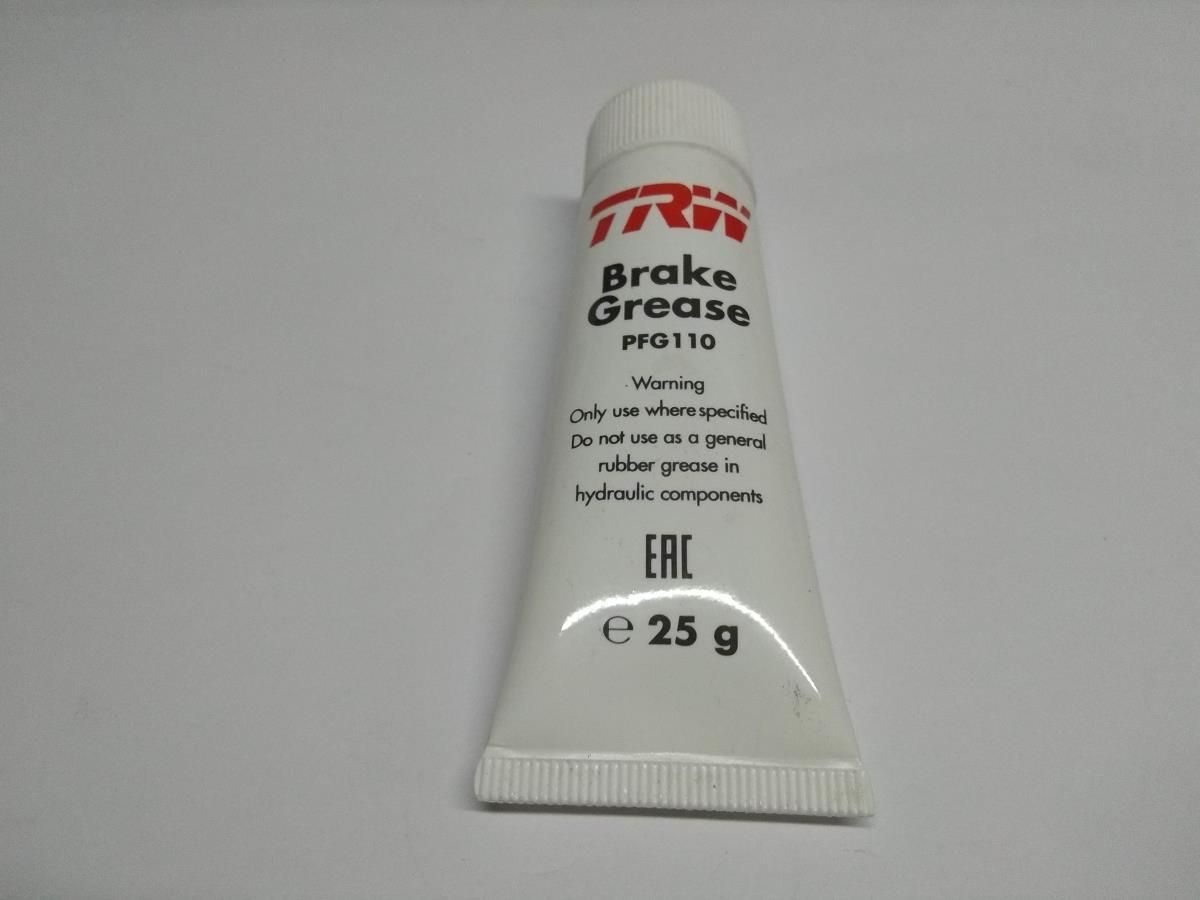 TRW
Brake
Grease
PFG110
Warning
Only use where specified
Do not use as a general
rubber grease in
hydraulic components
EAC
℮ 25 g